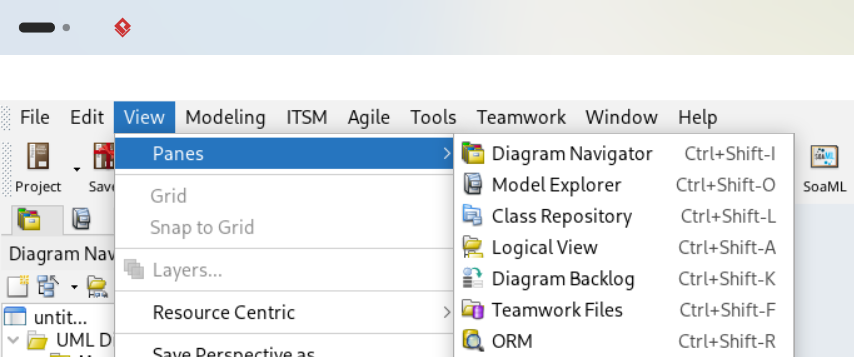 File Edit View Modeling ITSM Agile Tools Teamwork Window Help
Panes
Diagram Navigator Ctrl+Shift-I
Project
Model Explorer Ctrl+Shift-O
SoaML
Grid
Class Repository Ctrl+Shift-L
Snap to Grid
Diagram
Logical View Ctrl+Shift-A
Layers...
Diagram Backlog Ctrl+Shift-K
untit...
Resource Centric
Teamwork Files Ctrl+Shift-F
UML D
ORM Ctrl+Shift-R
Save Perspective as